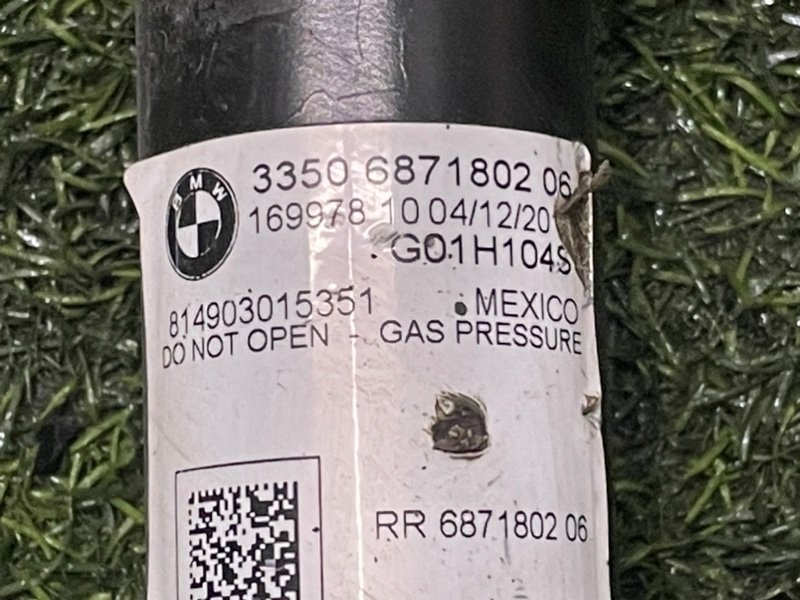 BMW
3350 6871802 06
169978 10 04/12/20
G01H104S
814903015351 MEXICO
DO NOT OPEN - GAS PRESSURE
RR 6871802 06